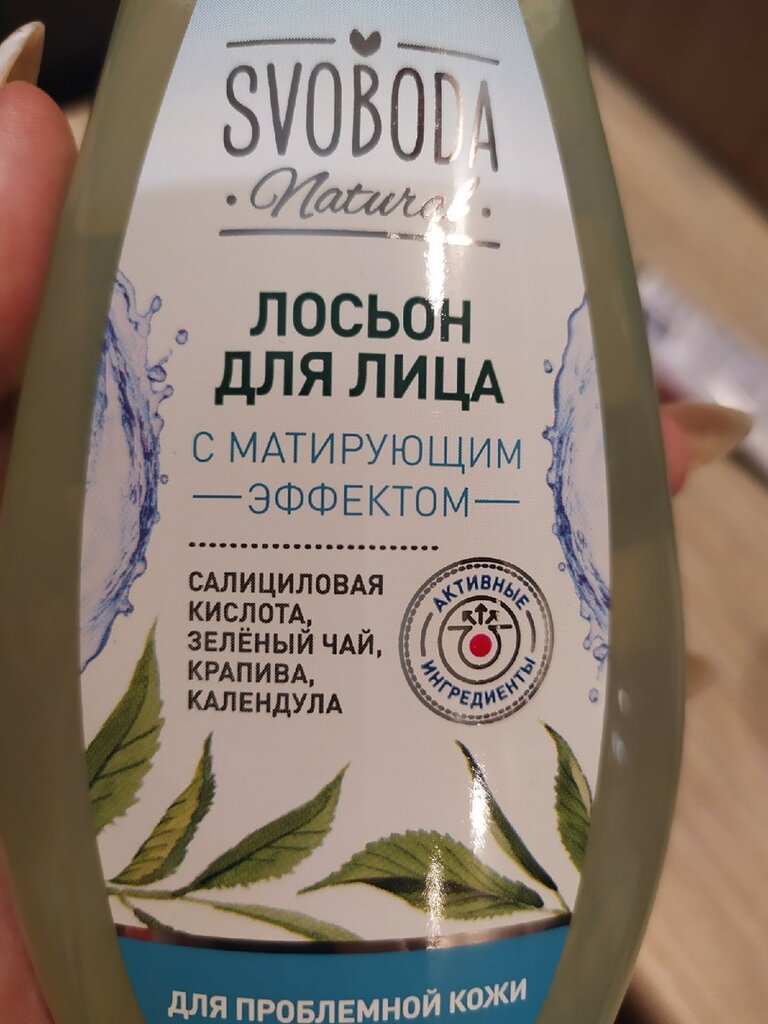 SVOBODA
· Natural ·
ЛОСЬОН
ДЛЯ ЛИЦА
С МАТИРУЮЩИМ
ЭФФЕКТОМ
САЛИЦИЛОВАЯ
КИСЛОТА,
ЗЕЛЁНЫЙ ЧАЙ,
КРАПИВА,
КАЛЕНДУЛА
АКТИВНЫЕ
ИНГРЕДИЕНТЫ
ДЛЯ ПРОБЛЕМНОЙ КОЖИ